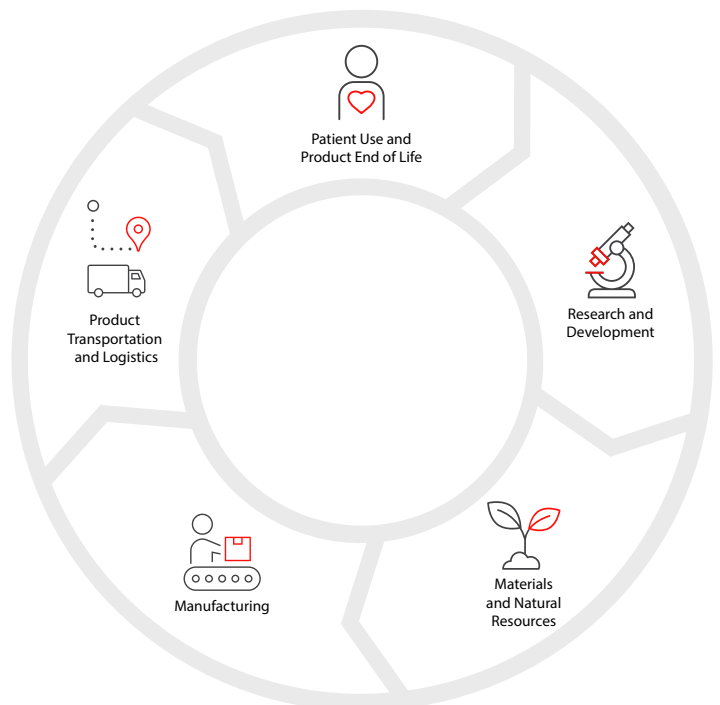 Patient Use and
Product End of Life
Research and
Development
Materials
and Natural
Resources
Manufacturing
Product
Transportation
and Logistics